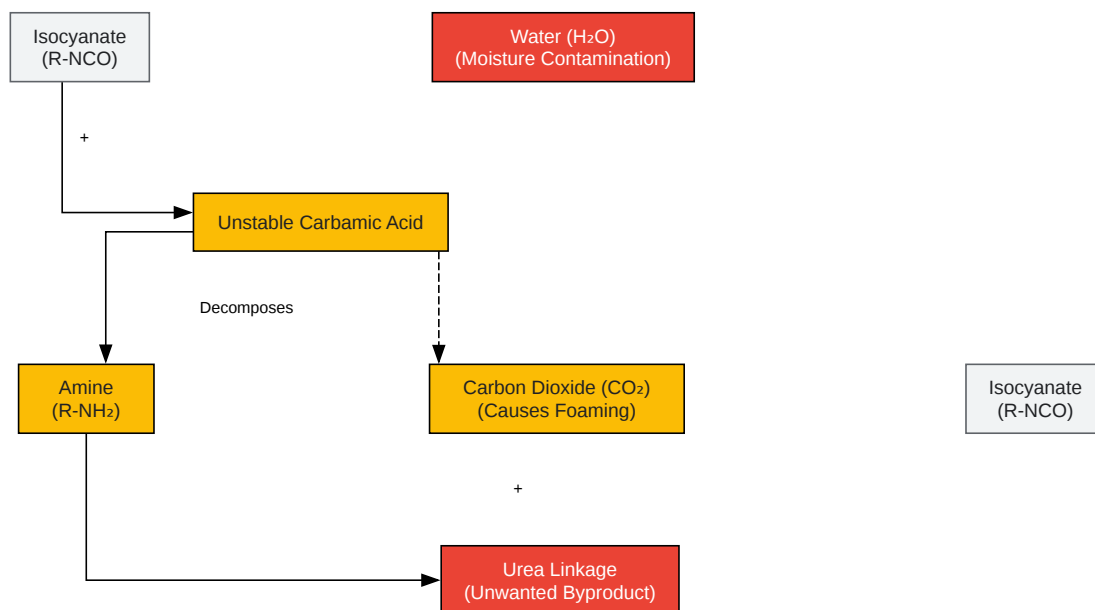 Isocyanate
(R-NCO)
Water (H₂O)
(Moisture Contamination)
+
Unstable Carbamic Acid
Decomposes
Amine
(R-NH₂)
Carbon Dioxide (CO₂)
(Causes Foaming)
Isocyanate
(R-NCO)
+
Urea Linkage
(Unwanted Byproduct)